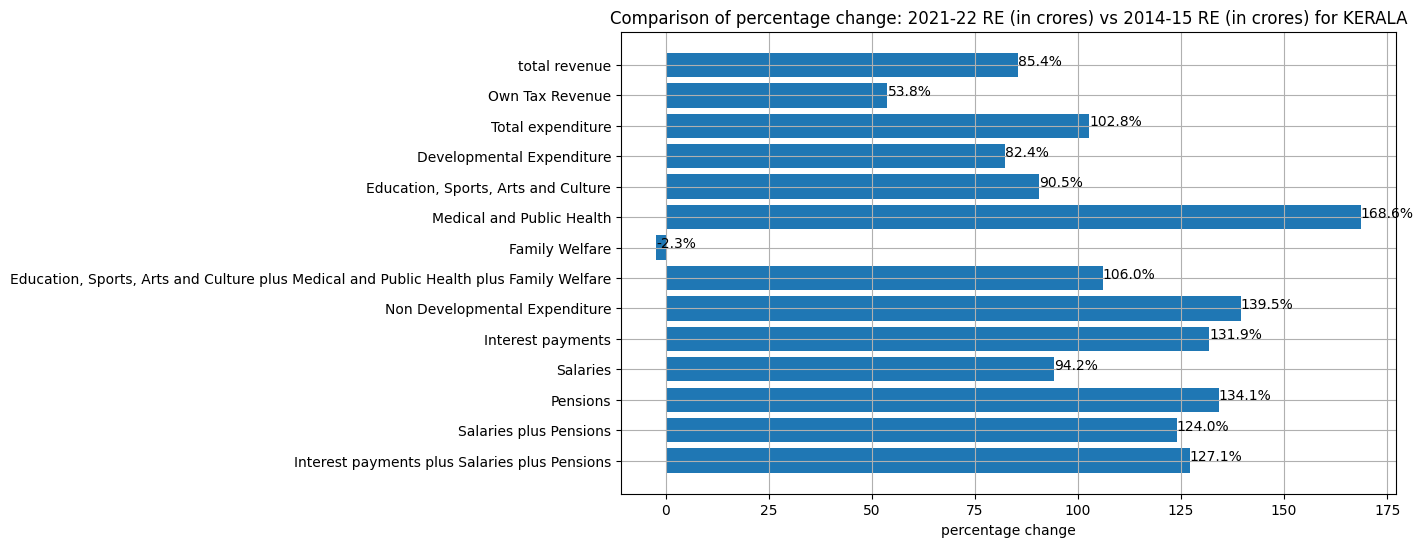 Comparison of percentage change: 2021-22 RE (in crores) vs 2014-15 RE (in crores) for KERALA
total revenue 85.4%
Own Tax Revenue 53.8%
Total expenditure 102.8%
Developmental Expenditure 82.4%
Education, Sports, Arts and Culture 90.5%
Medical and Public Health 168.6%
Family Welfare -2.3%
Education, Sports, Arts and Culture plus Medical and Public Health plus Family Welfare 106.0%
Non Developmental Expenditure 139.5%
Interest payments 131.9%
Salaries 94.2%
Pensions 134.1%
Salaries plus Pensions 124.0%
Interest payments plus Salaries plus Pensions 127.1%
0 25 50 75 100 125 150 175
percentage change